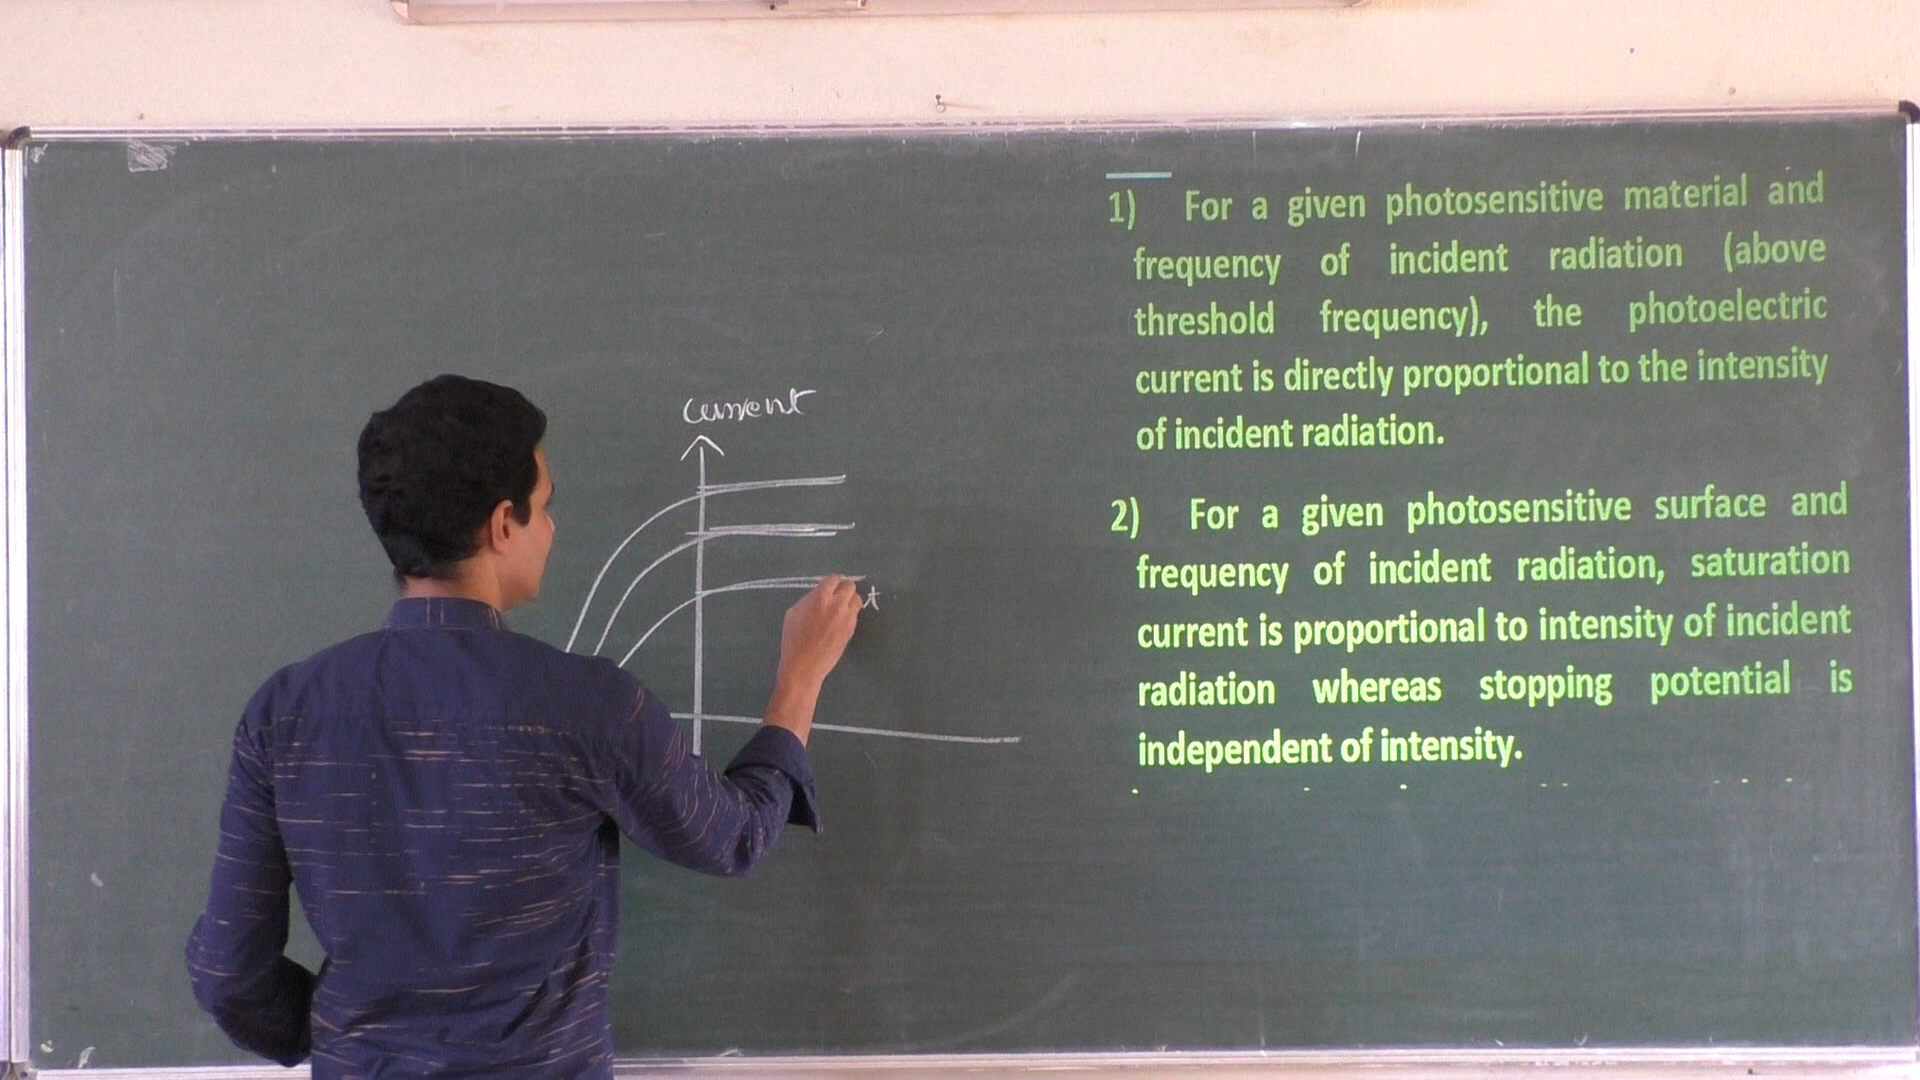 current
1) For a given photosensitive material and
frequency of incident radiation (above
threshold frequency), the photoelectric
current is directly proportional to the intensity
of incident radiation.
2) For a given photosensitive surface and
frequency of incident radiation, saturation
current is proportional to intensity of incident
radiation whereas stopping potential is
independent of intensity.